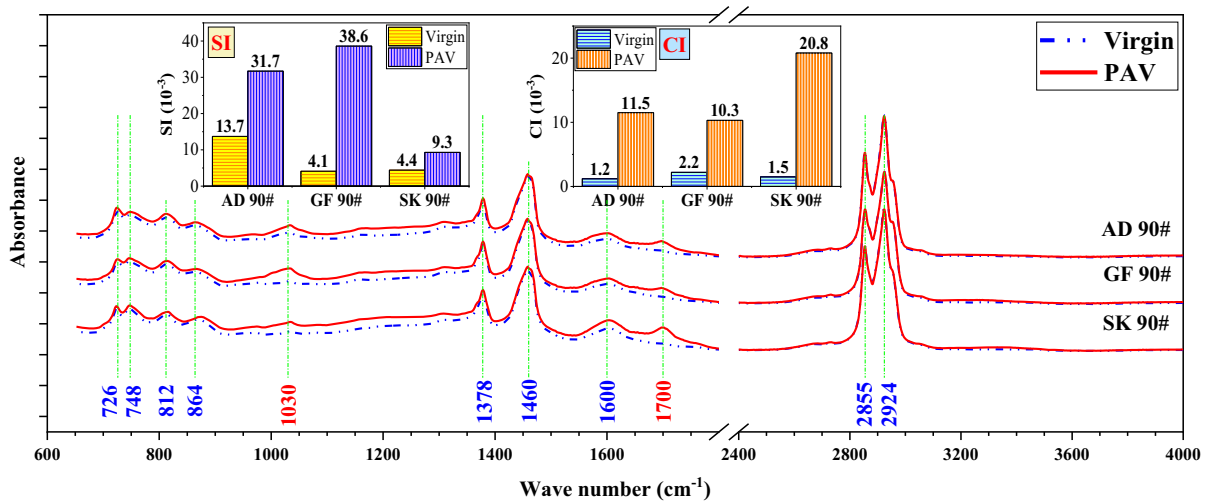 SI
Virgin
PAV
SI (10⁻³)
40
30
20
10
0
13.7
31.7
4.1
38.6
4.4
9.3
AD 90#
GF 90#
SK 90#
CI
Virgin
PAV
CI (10⁻³)
20
10
0
1.2
11.5
2.2
10.3
1.5
20.8
AD 90#
GF 90#
SK 90#
Virgin
PAV
Absorbance
AD 90#
GF 90#
SK 90#
726
748
812
864
1030
1378
1460
1600
1700
2855
2924
600
800
1000
1200
1400
1600
2400
2800
3200
3600
4000
Wave number (cm⁻¹)